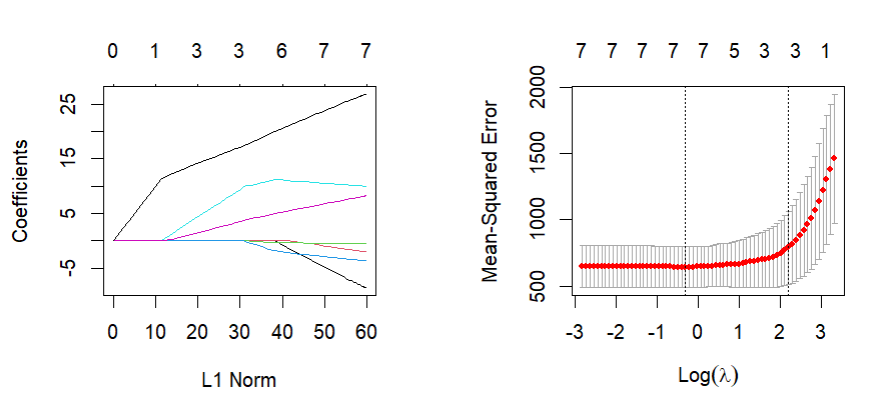 0 1 3 3 6 7 7
Coefficients
25
15
5
-5
0 10 20 30 40 50 60
L1 Norm
7 7 7 7 7 5 3 3 1
Mean-Squared Error
2000
1500
1000
500
-3 -2 -1 0 1 2 3
Log(λ)